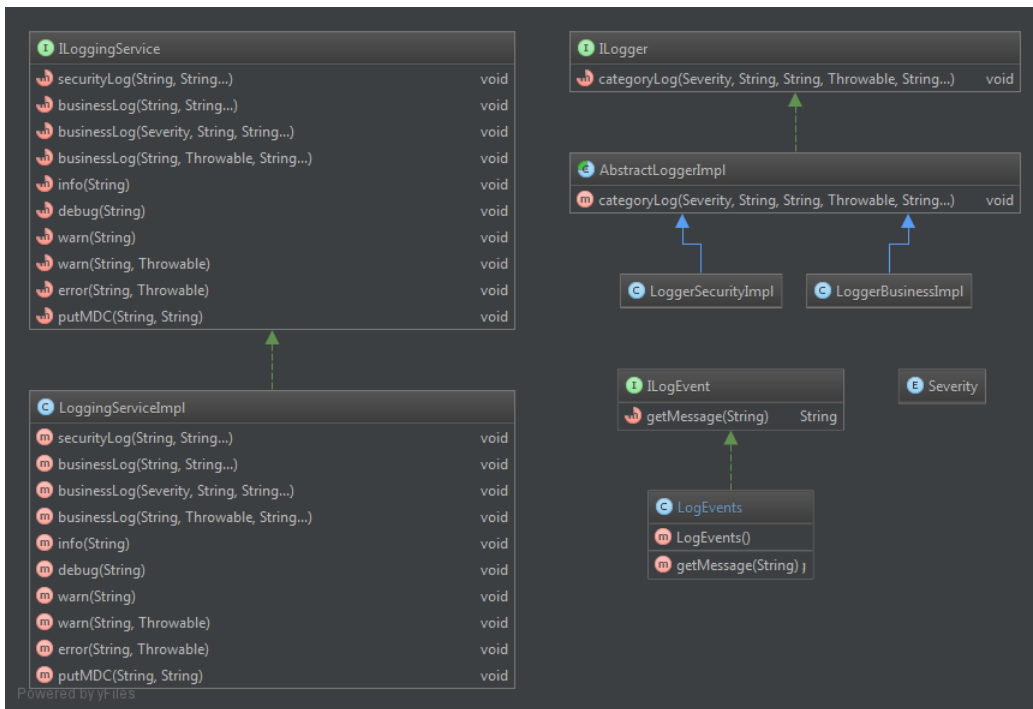 ILoggingService
securityLog(String, String...) void
businessLog(String, String...) void
businessLog(Severity, String, String...) void
businessLog(String, Throwable, String...) void
info(String) void
debug(String) void
warn(String) void
warn(String, Throwable) void
error(String, Throwable) void
putMDC(String, String) void
LoggingServiceImpl
securityLog(String, String...) void
businessLog(String, String...) void
businessLog(Severity, String, String...) void
businessLog(String, Throwable, String...) void
info(String) void
debug(String) void
warn(String) void
warn(String, Throwable) void
error(String, Throwable) void
putMDC(String, String) void
Powered by yFiles
ILogger
categoryLog(Severity, String, String, Throwable, String...) void
AbstractLoggerImpl
categoryLog(Severity, String, String, Throwable, String...) void
LoggerSecurityImpl
LoggerBusinessImpl
ILogEvent
getMessage(String) String
Severity
LogEvents
LogEvents()
getMessage(String)